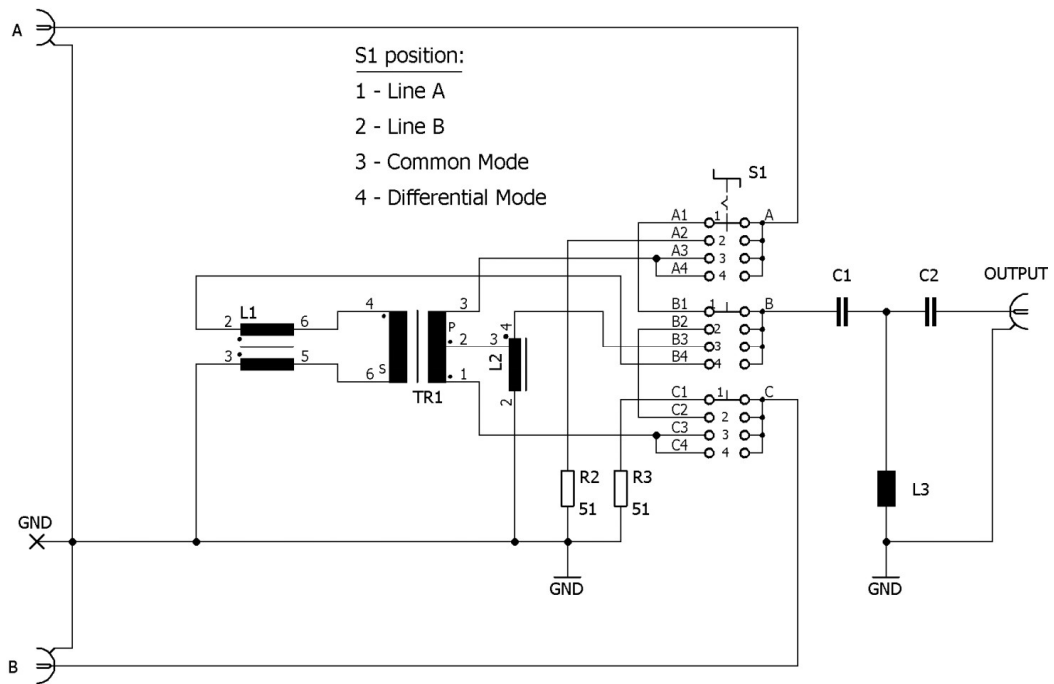 A
S1 position:
1 - Line A
2 - Line B
3 - Common Mode
4 - Differential Mode
S1
A1 1 A
A2 2
A3 3
A4 4
C1 C2 OUTPUT
L1
2 6
3 5
4 3
P
2
S
6 1
TR1
4
3
L2
2
B1 1 B
B2 2
B3 3
B4 4
C1 1 C
C2 2
C3 3
C4 4
R2
51
R3
51
L3
GND
GND
GND
B